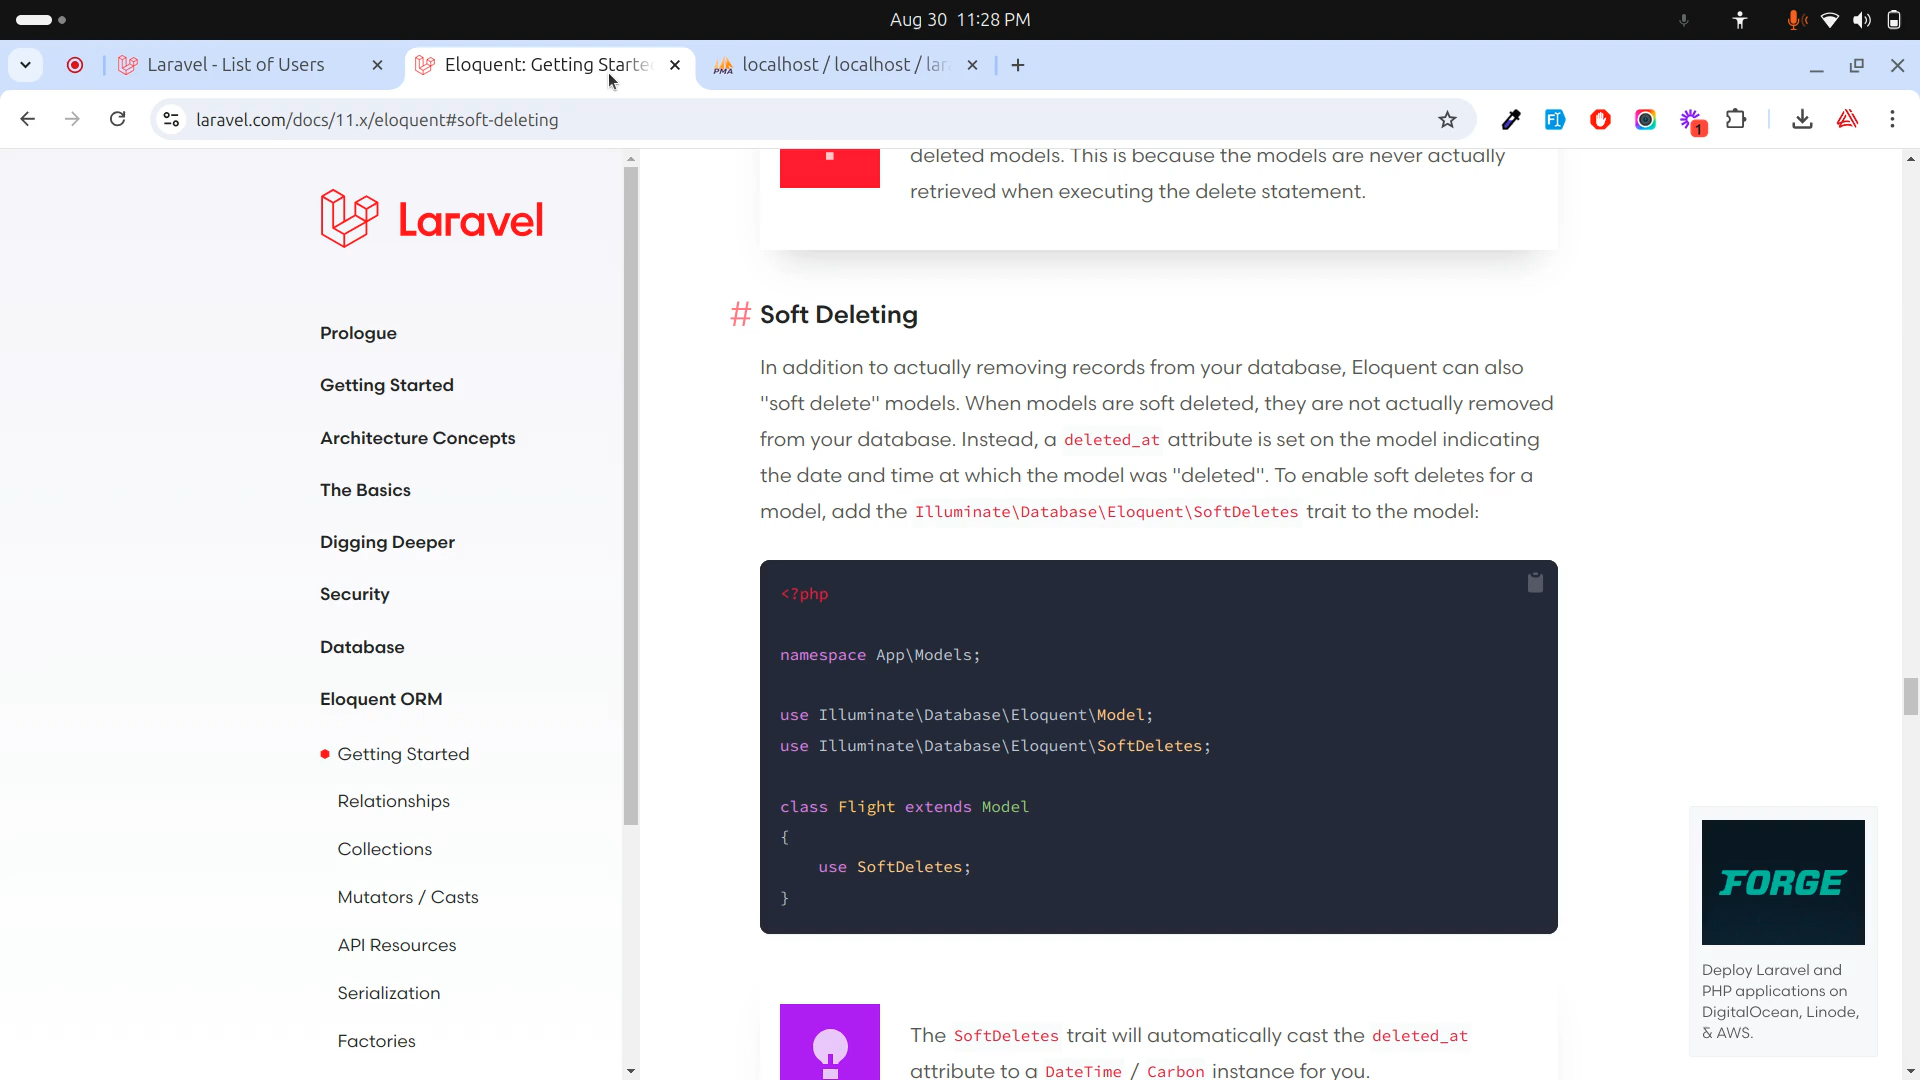 Aug 30 11:28 PM
Laravel - List of Users
Eloquent: Getting Starte
localhost / localhost / lar
PMA
laravel.com/docs/11.x/eloquent#soft-deleting
1
Laravel
Prologue
Getting Started
Architecture Concepts
The Basics
Digging Deeper
Security
Database
Eloquent ORM
Getting Started
Relationships
Collections
Mutators / Casts
API Resources
Serialization
Factories
deleted models. This is because the models are never actually
retrieved when executing the delete statement.
# Soft Deleting
In addition to actually removing records from your database, Eloquent can also
"soft delete" models. When models are soft deleted, they are not actually removed
from your database. Instead, a deleted_at attribute is set on the model indicating
the date and time at which the model was "deleted". To enable soft deletes for a
model, add the Illuminate\Database\Eloquent\SoftDeletes trait to the model:
<?php
namespace App\Models;
use Illuminate\Database\Eloquent\Model;
use Illuminate\Database\Eloquent\SoftDeletes;
class Flight extends Model
{
use SoftDeletes;
}
The SoftDeletes trait will automatically cast the deleted_at
attribute to a DateTime / Carbon instance for you.
FORGE
Deploy Laravel and
PHP applications on
DigitalOcean, Linode,
& AWS.